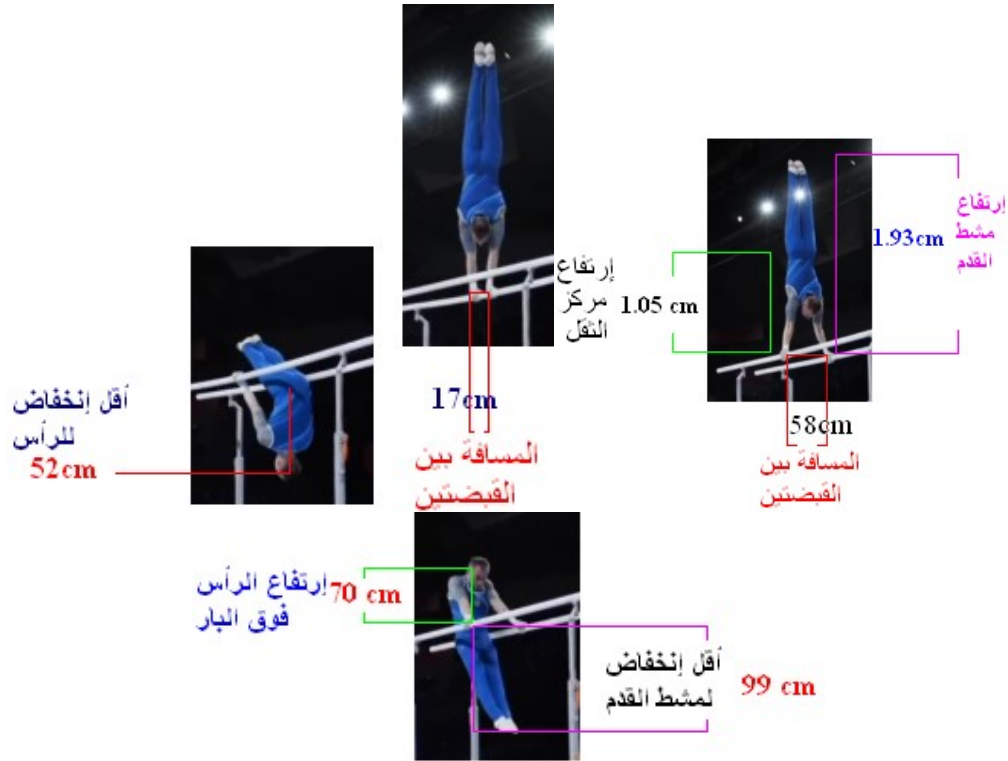 إرتفاع
مشط
القدم
1.93cm
إرتفاع
مركز
الثقل
1.05 cm
أقل إنخفاض
للرأس
52cm
17cm
المسافة بين
القبضتين
58cm
المسافة بين
القبضتين
إرتفاع الرأس
فوق البار
70 cm
أقل إنخفاض
لمشط القدم
99 cm